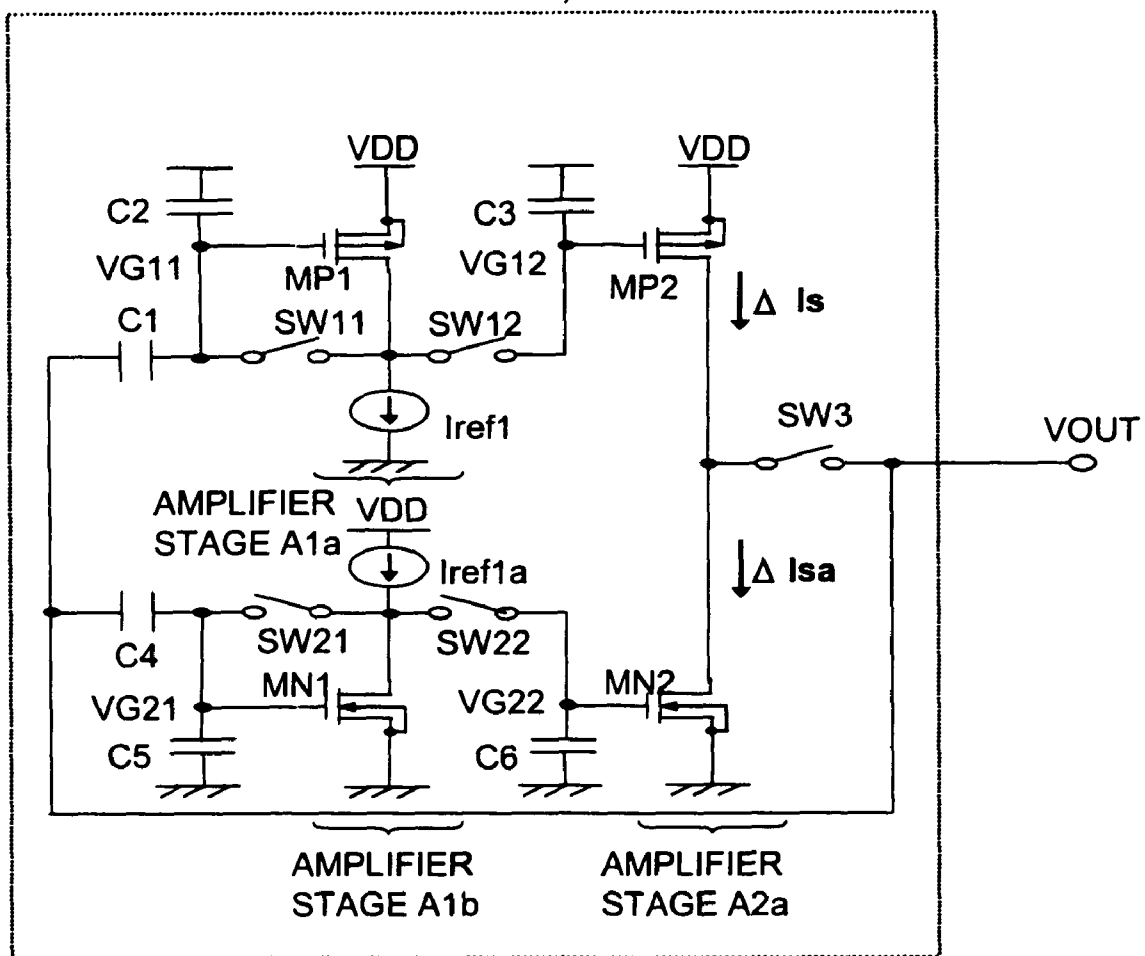 VDD
VDD
C2
C3
VG11
VG12
MP1
MP2
Δ Is
C1
SW11
SW12
SW3
VOUT
Iref1
AMPLIFIER
STAGE A1a
VDD
Iref1a
Δ Isa
C4
SW21
SW22
MN1
MN2
VG21
VG22
C5
C6
AMPLIFIER
STAGE A1b
AMPLIFIER
STAGE A2a